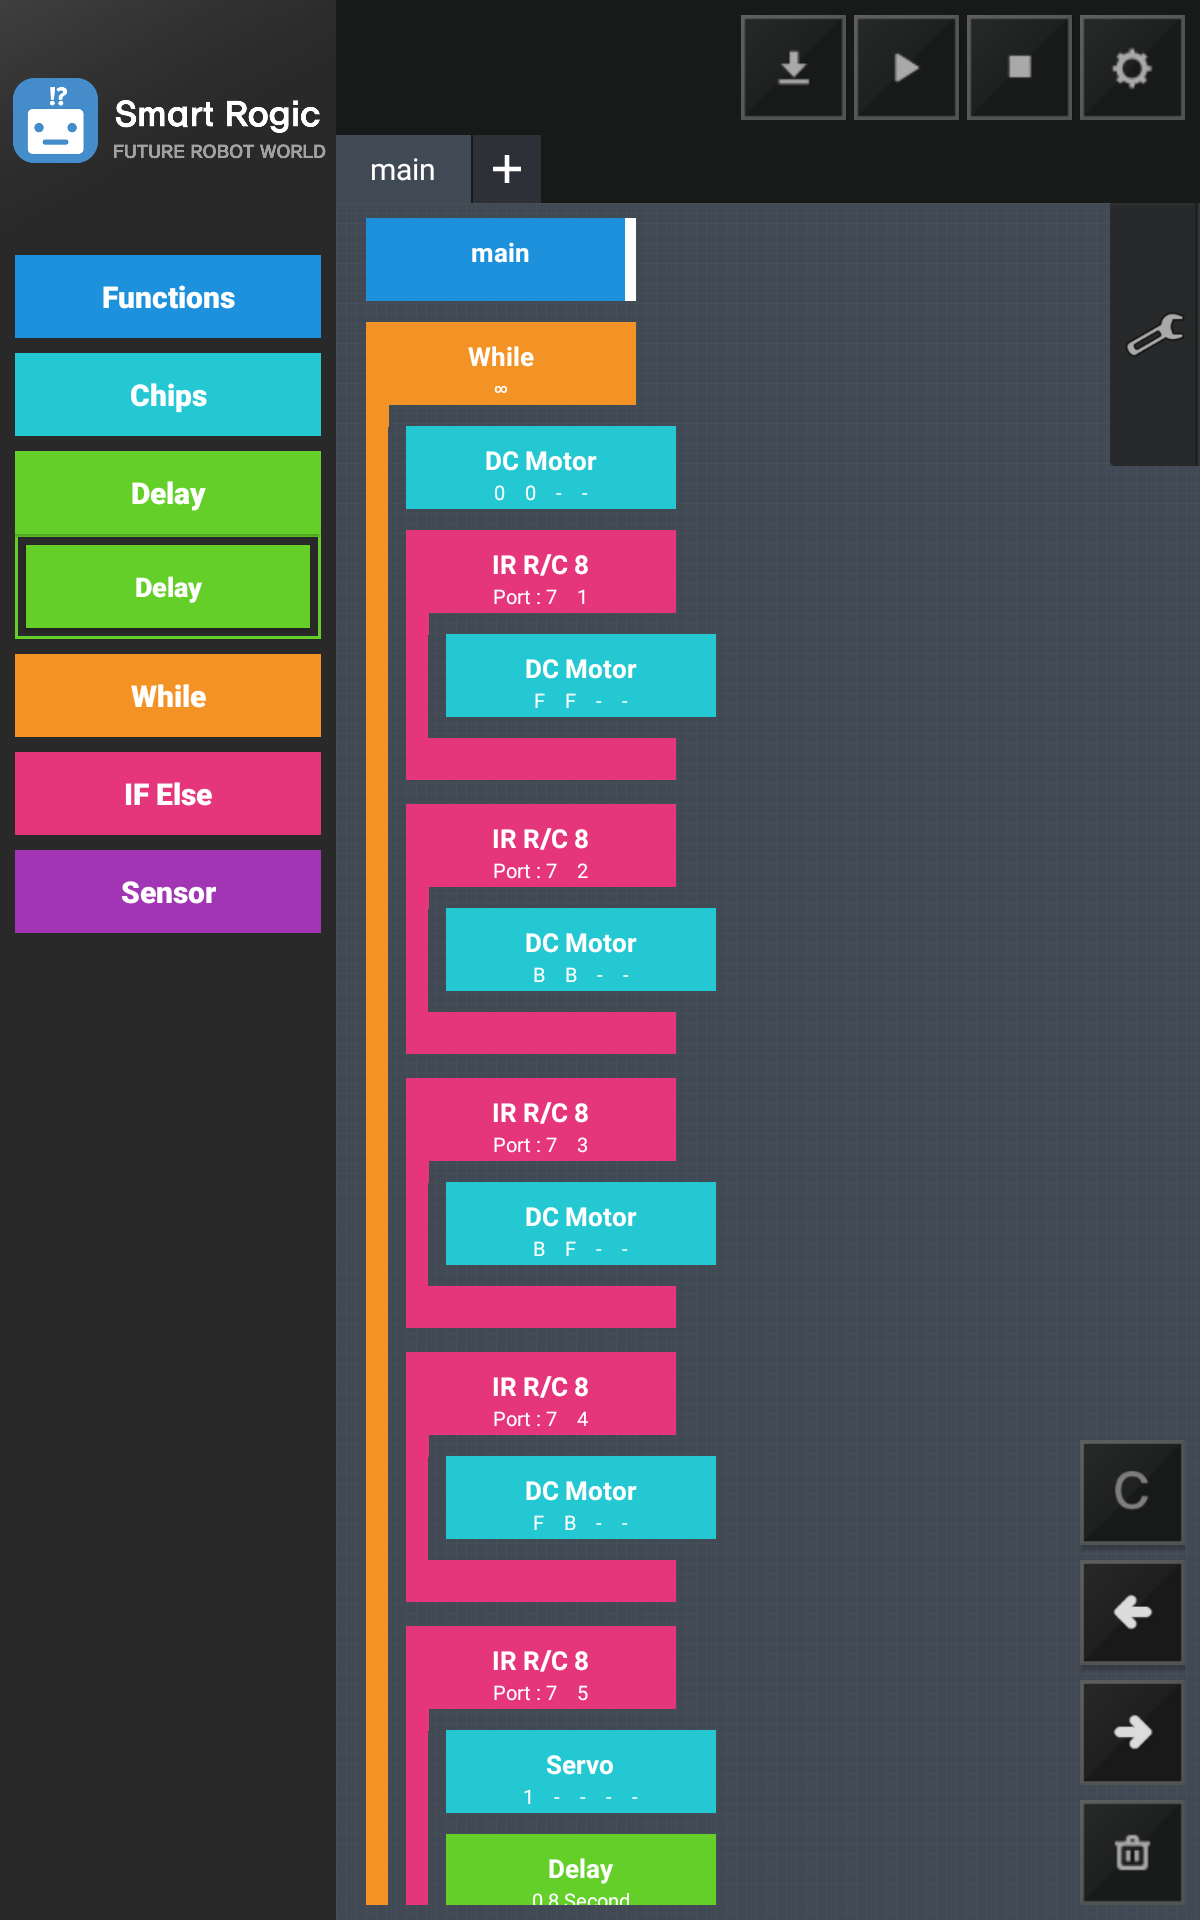 !?
Smart Rogic
FUTURE ROBOT WORLD
main
+
Functions
Chips
Delay
Delay
While
IF Else
Sensor
main
While
∞
DC Motor
0 0 - -
IR R/C 8
Port : 7 1
DC Motor
F F - -
IR R/C 8
Port : 7 2
DC Motor
B B - -
IR R/C 8
Port : 7 3
DC Motor
B F - -
IR R/C 8
Port : 7 4
DC Motor
F B - -
IR R/C 8
Port : 7 5
Servo
1 - - - -
Delay
0.8 Second
C